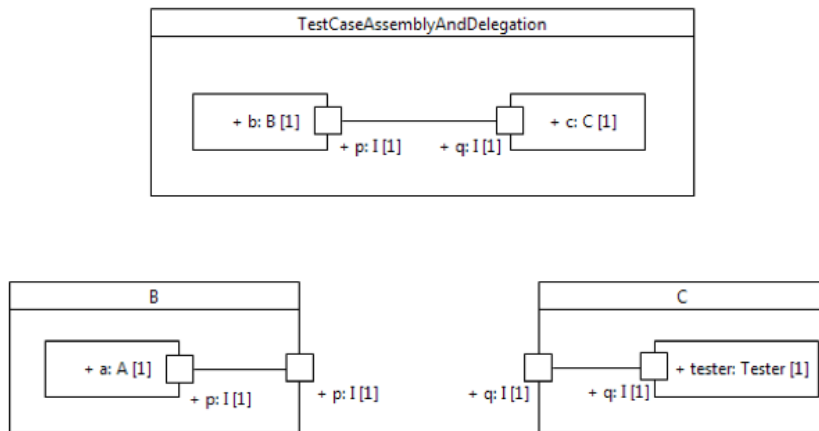 TestCaseAssemblyAndDelegation
+ b: B [1]
+ c: C [1]
+ p: I [1]
+ q: I [1]
B
C
+ a: A [1]
+ tester: Tester [1]
+ p: I [1]
+ p: I [1]
+ q: I [1]
+ q: I [1]